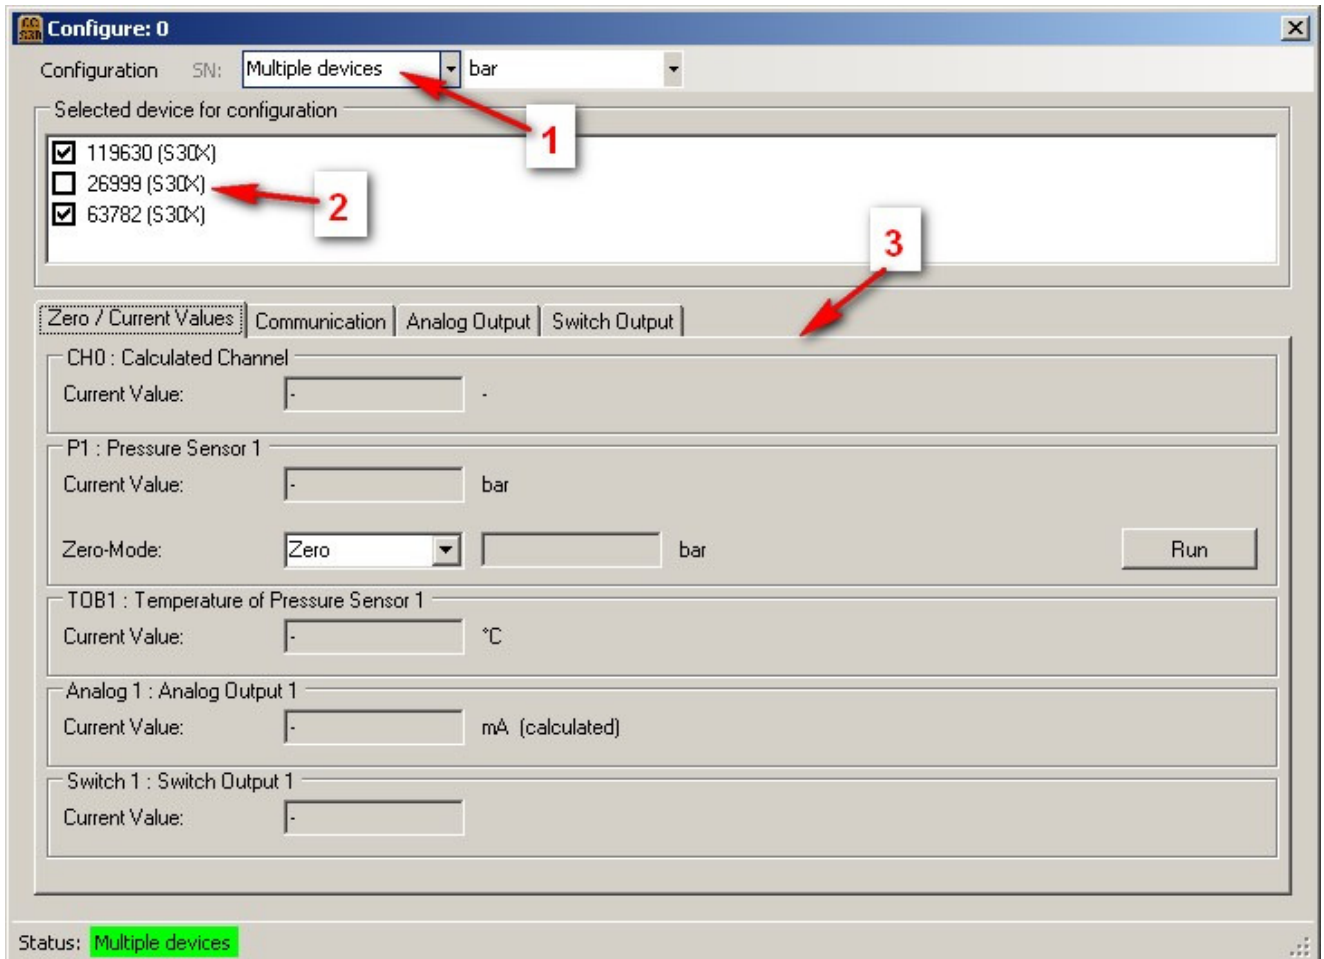 Configure: 0
Configuration SN: Multiple devices bar
1
Selected device for configuration
119630 (S30X)
26999 (S30X)
63782 (S30X)
2
3
Zero / Current Values Communication Analog Output Switch Output
CH0 : Calculated Channel
Current Value: - -
P1 : Pressure Sensor 1
Current Value: - bar
Zero-Mode: Zero bar Run
TOB1 : Temperature of Pressure Sensor 1
Current Value: - °C
Analog 1 : Analog Output 1
Current Value: - mA (calculated)
Switch 1 : Switch Output 1
Current Value: -
Status: Multiple devices